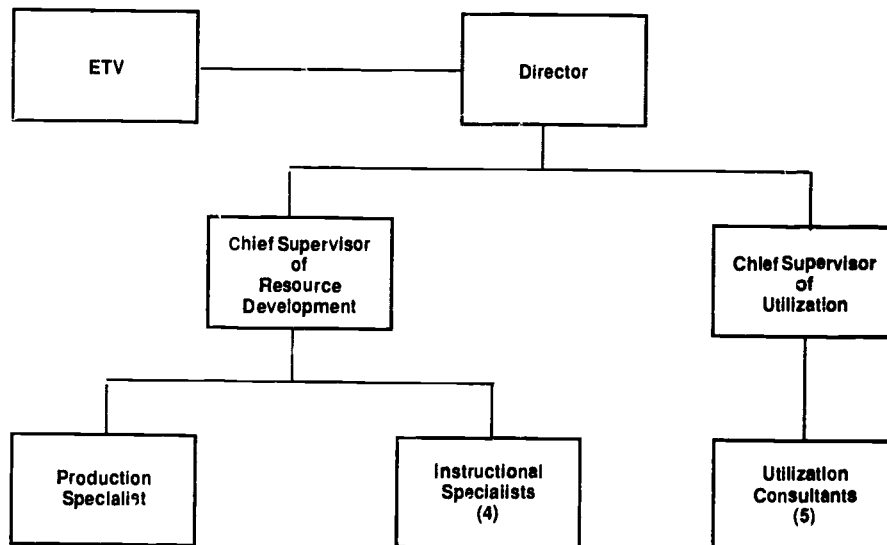 ETV
Director
Chief Supervisor
of
Resource
Development
Chief Supervisor
of
Utilization
Production
Specialist
Instructional
Specialists
(4)
Utilization
Consultants
(5)